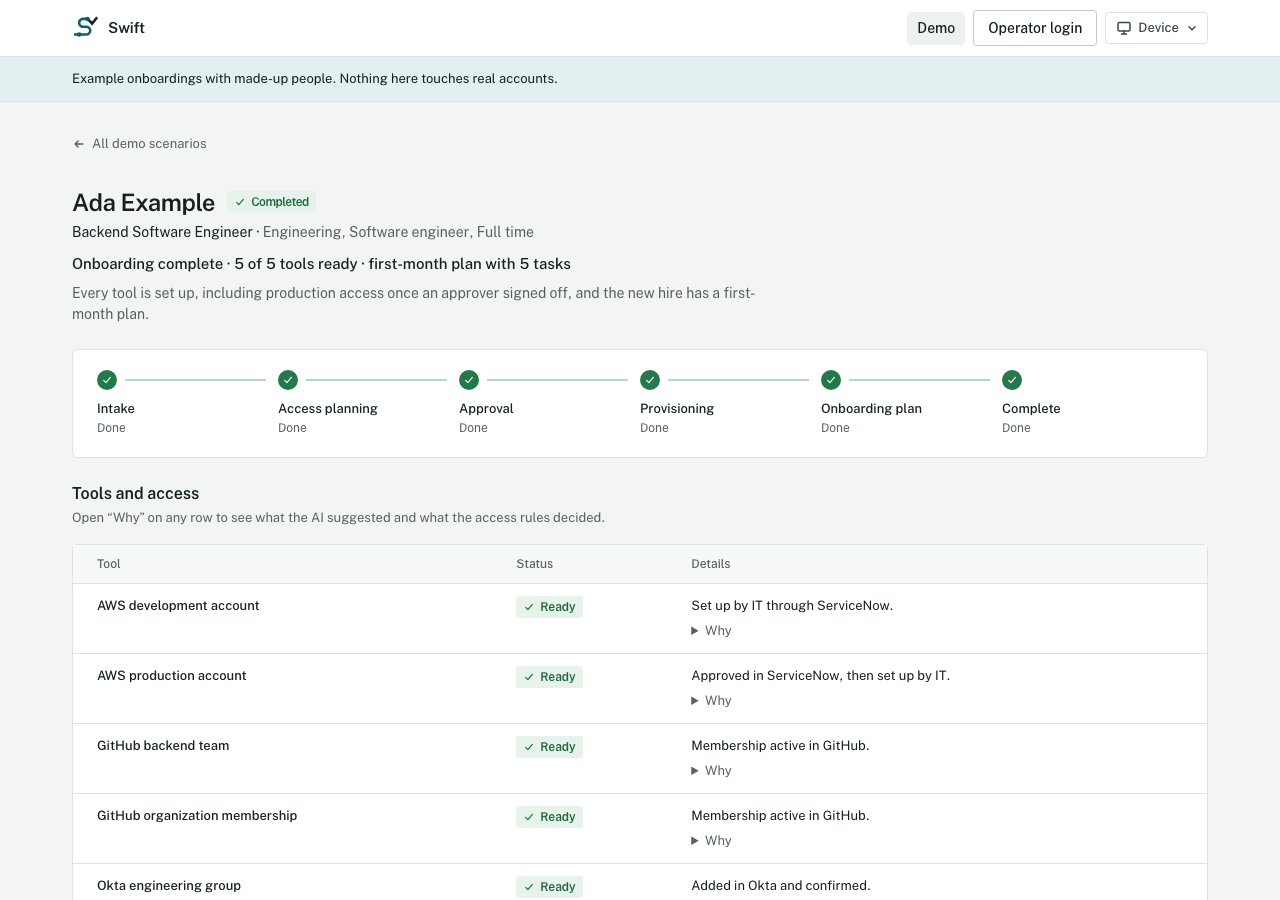 Swift
Demo
Operator login
Device
Example onboardings with made-up people. Nothing here touches real accounts.
All demo scenarios
Ada Example
Completed
Backend Software Engineer · Engineering, Software engineer, Full time
Onboarding complete · 5 of 5 tools ready · first-month plan with 5 tasks
Every tool is set up, including production access once an approver signed off, and the new hire has a first-
month plan.
Intake
Done
Access planning
Done
Approval
Done
Provisioning
Done
Onboarding plan
Done
Complete
Done
Tools and access
Open “Why” on any row to see what the AI suggested and what the access rules decided.
Tool Status Details
AWS development account Ready Set up by IT through ServiceNow.
Why
AWS production account Ready Approved in ServiceNow, then set up by IT.
Why
GitHub backend team Ready Membership active in GitHub.
Why
GitHub organization membership Ready Membership active in GitHub.
Why
Okta engineering group Ready Added in Okta and confirmed.